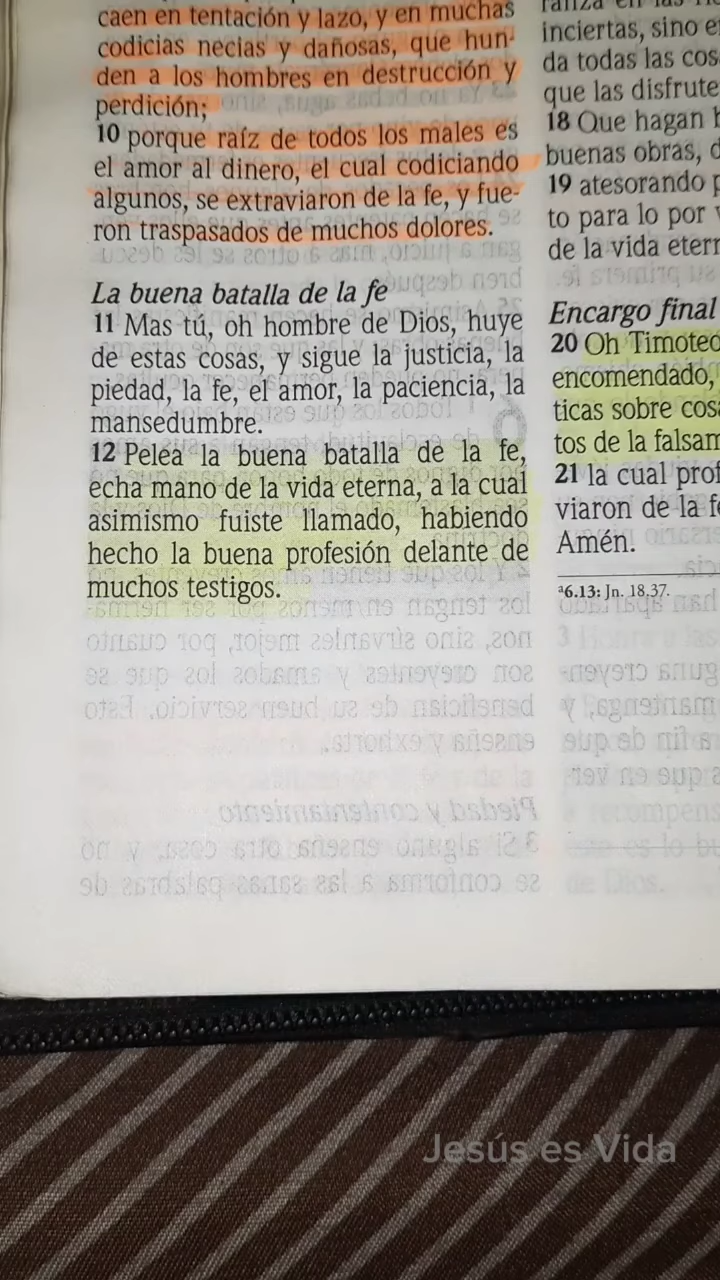 caen en tentación y lazo, y en muchas
codicias necias y dañosas, que hun-
den a los hombres en destrucción y
perdición;
10 porque raíz de todos los males es
el amor al dinero, el cual codiciando
algunos, se extraviaron de la fe, y fue-
ron traspasados de muchos dolores.
La buena batalla de la fe
11 Mas tú, oh hombre de Dios, huye
de estas cosas, y sigue la justicia, la
piedad, la fe, el amor, la paciencia, la
mansedumbre.
12 Pelea la buena batalla de la fe,
echa mano de la vida eterna, a la cual
asimismo fuiste llamado, habiendo
hecho la buena profesión delante de
muchos testigos.
inciertas, sino
da todas las
que las disfrute
18 Que hagan
buenas obras,
19 atesorando
to para lo por
de la vida
Encargo final
20 Oh
encomendado,
ticas sobre
tos de la
21 la cual
viaron de la
Amén.
ᵃ6.13: Jn. 18.37.
Jesús es Vida